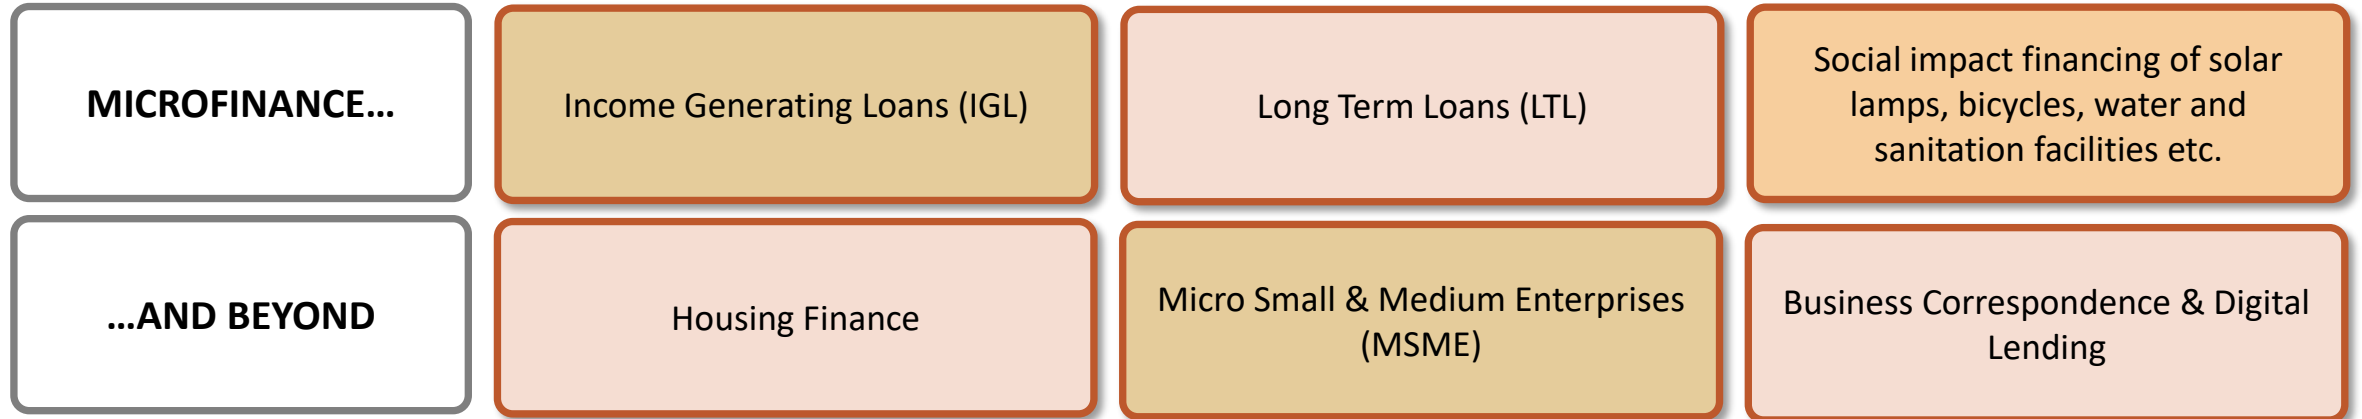 MICROFINANCE…
Income Generating Loans (IGL)
Long Term Loans (LTL)
Social impact financing of solar
lamps, bicycles, water and
sanitation facilities etc.
…AND BEYOND
Housing Finance
Micro Small & Medium Enterprises
(MSME)
Business Correspondence & Digital
Lending